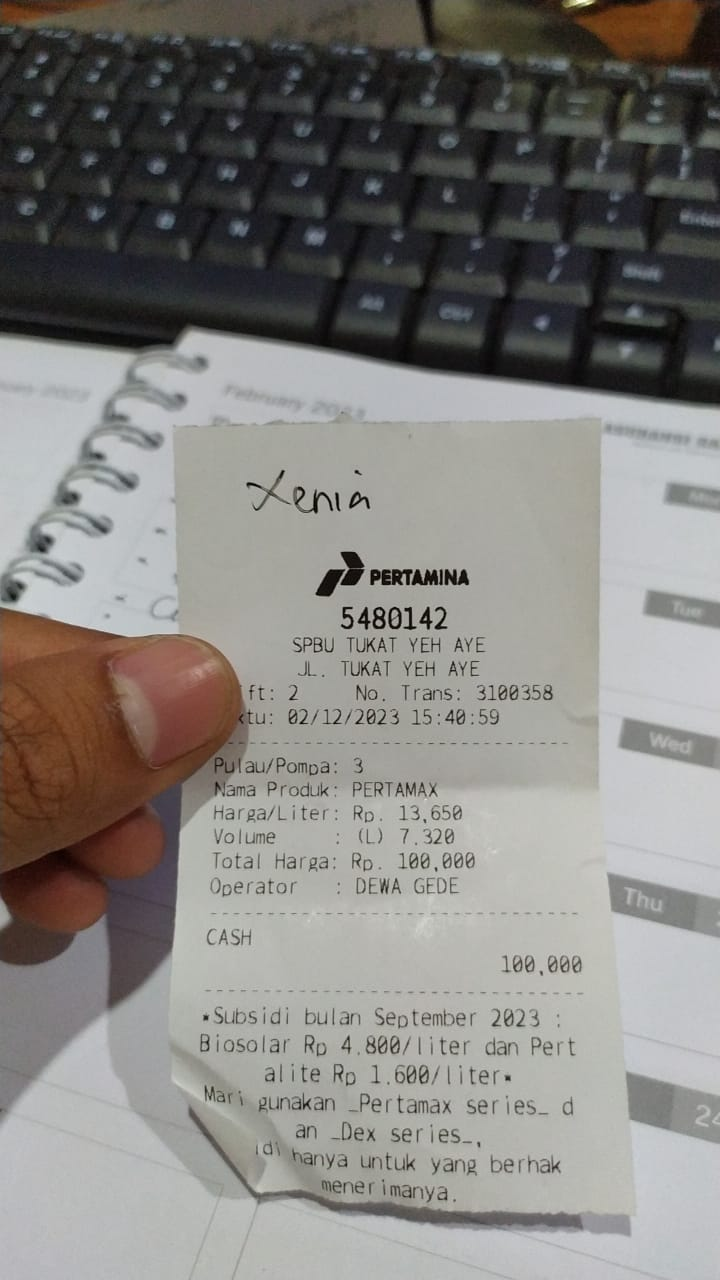 February 2023
Xenia
PERTAMINA
5480142
SPBU TUKAT YEH AYE
JL. TUKAT YEH AYE
ft: 2 No. Trans: 3100358
ktu: 02/12/2023 15:40:59
Pulau/Pompa: 3
Nama Produk: PERTAMAX
Harga/Liter: Rp. 13,650
Volume : (L) 7.320
Total Harga: Rp. 100,000
Operator : DEWA GEDE
CASH
100,000
*Subsidi bulan September 2023 :
Biosolar Rp 4.800/liter dan Pert
alite Rp 1.600/liter*
Mari gunakan _Pertamax series_ d
an _Dex series_,
idi hanya untuk yang berhak
menerimanya.
Tue
Wed
Thu
24